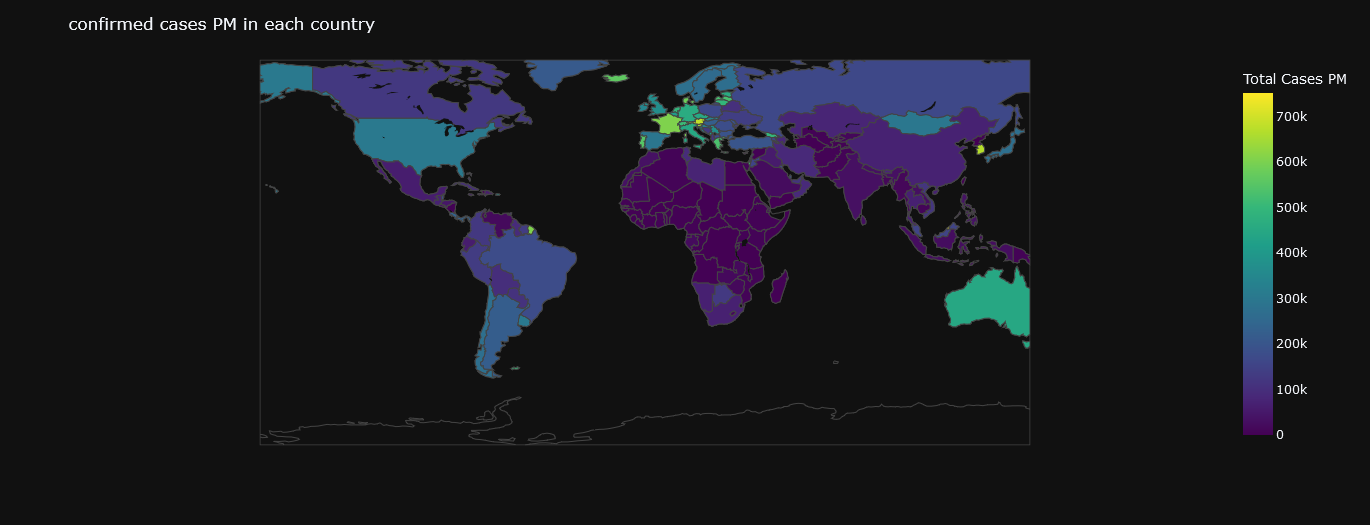 confirmed cases PM in each country
Total Cases PM
700k
600k
500k
400k
300k
200k
100k
0